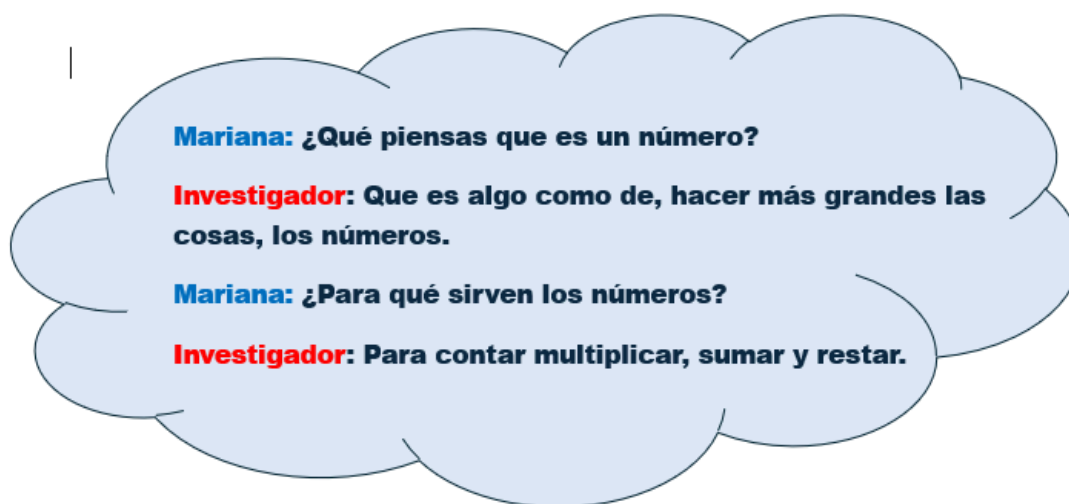 Mariana: ¿Qué piensas que es un número?
Investigador: Que es algo como de, hacer más grandes las
cosas, los números.
Mariana: ¿Para qué sirven los números?
Investigador: Para contar multiplicar, sumar y restar.